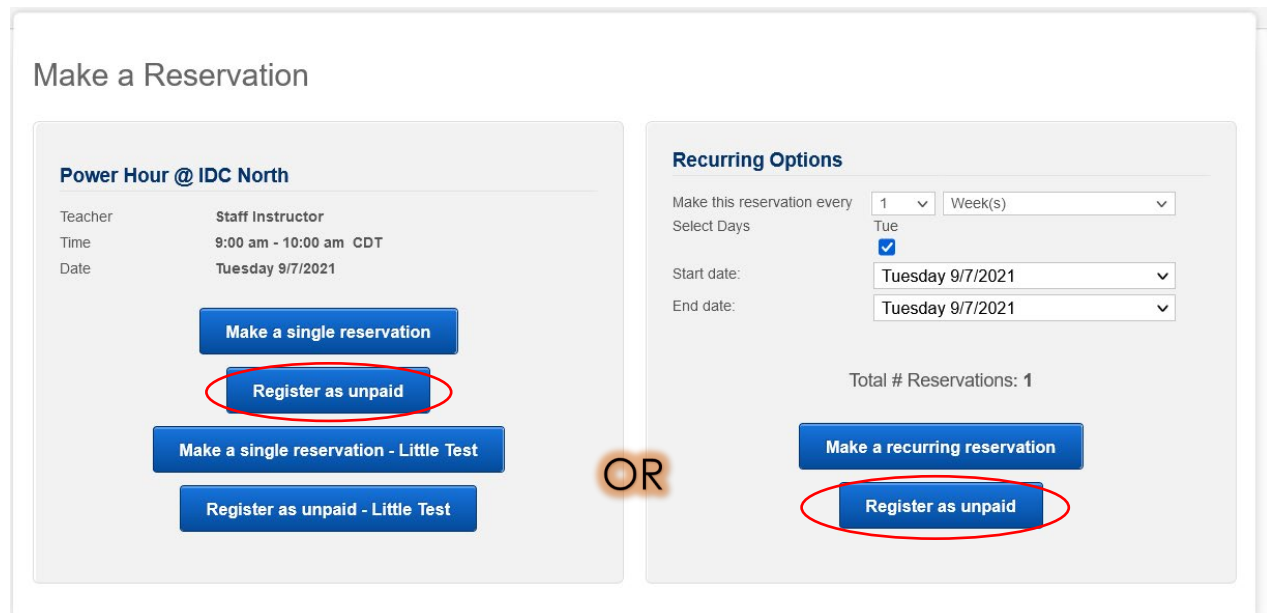 Make a Reservation
Power Hour @ IDC North
Teacher Staff Instructor
Time 9:00 am - 10:00 am CDT
Date Tuesday 9/7/2021
Make a single reservation
Register as unpaid
Make a single reservation - Little Test
Register as unpaid - Little Test
OR
Recurring Options
Make this reservation every 1 Week(s)
Select Days Tue
Start date: Tuesday 9/7/2021
End date: Tuesday 9/7/2021
Total # Reservations: 1
Make a recurring reservation
Register as unpaid